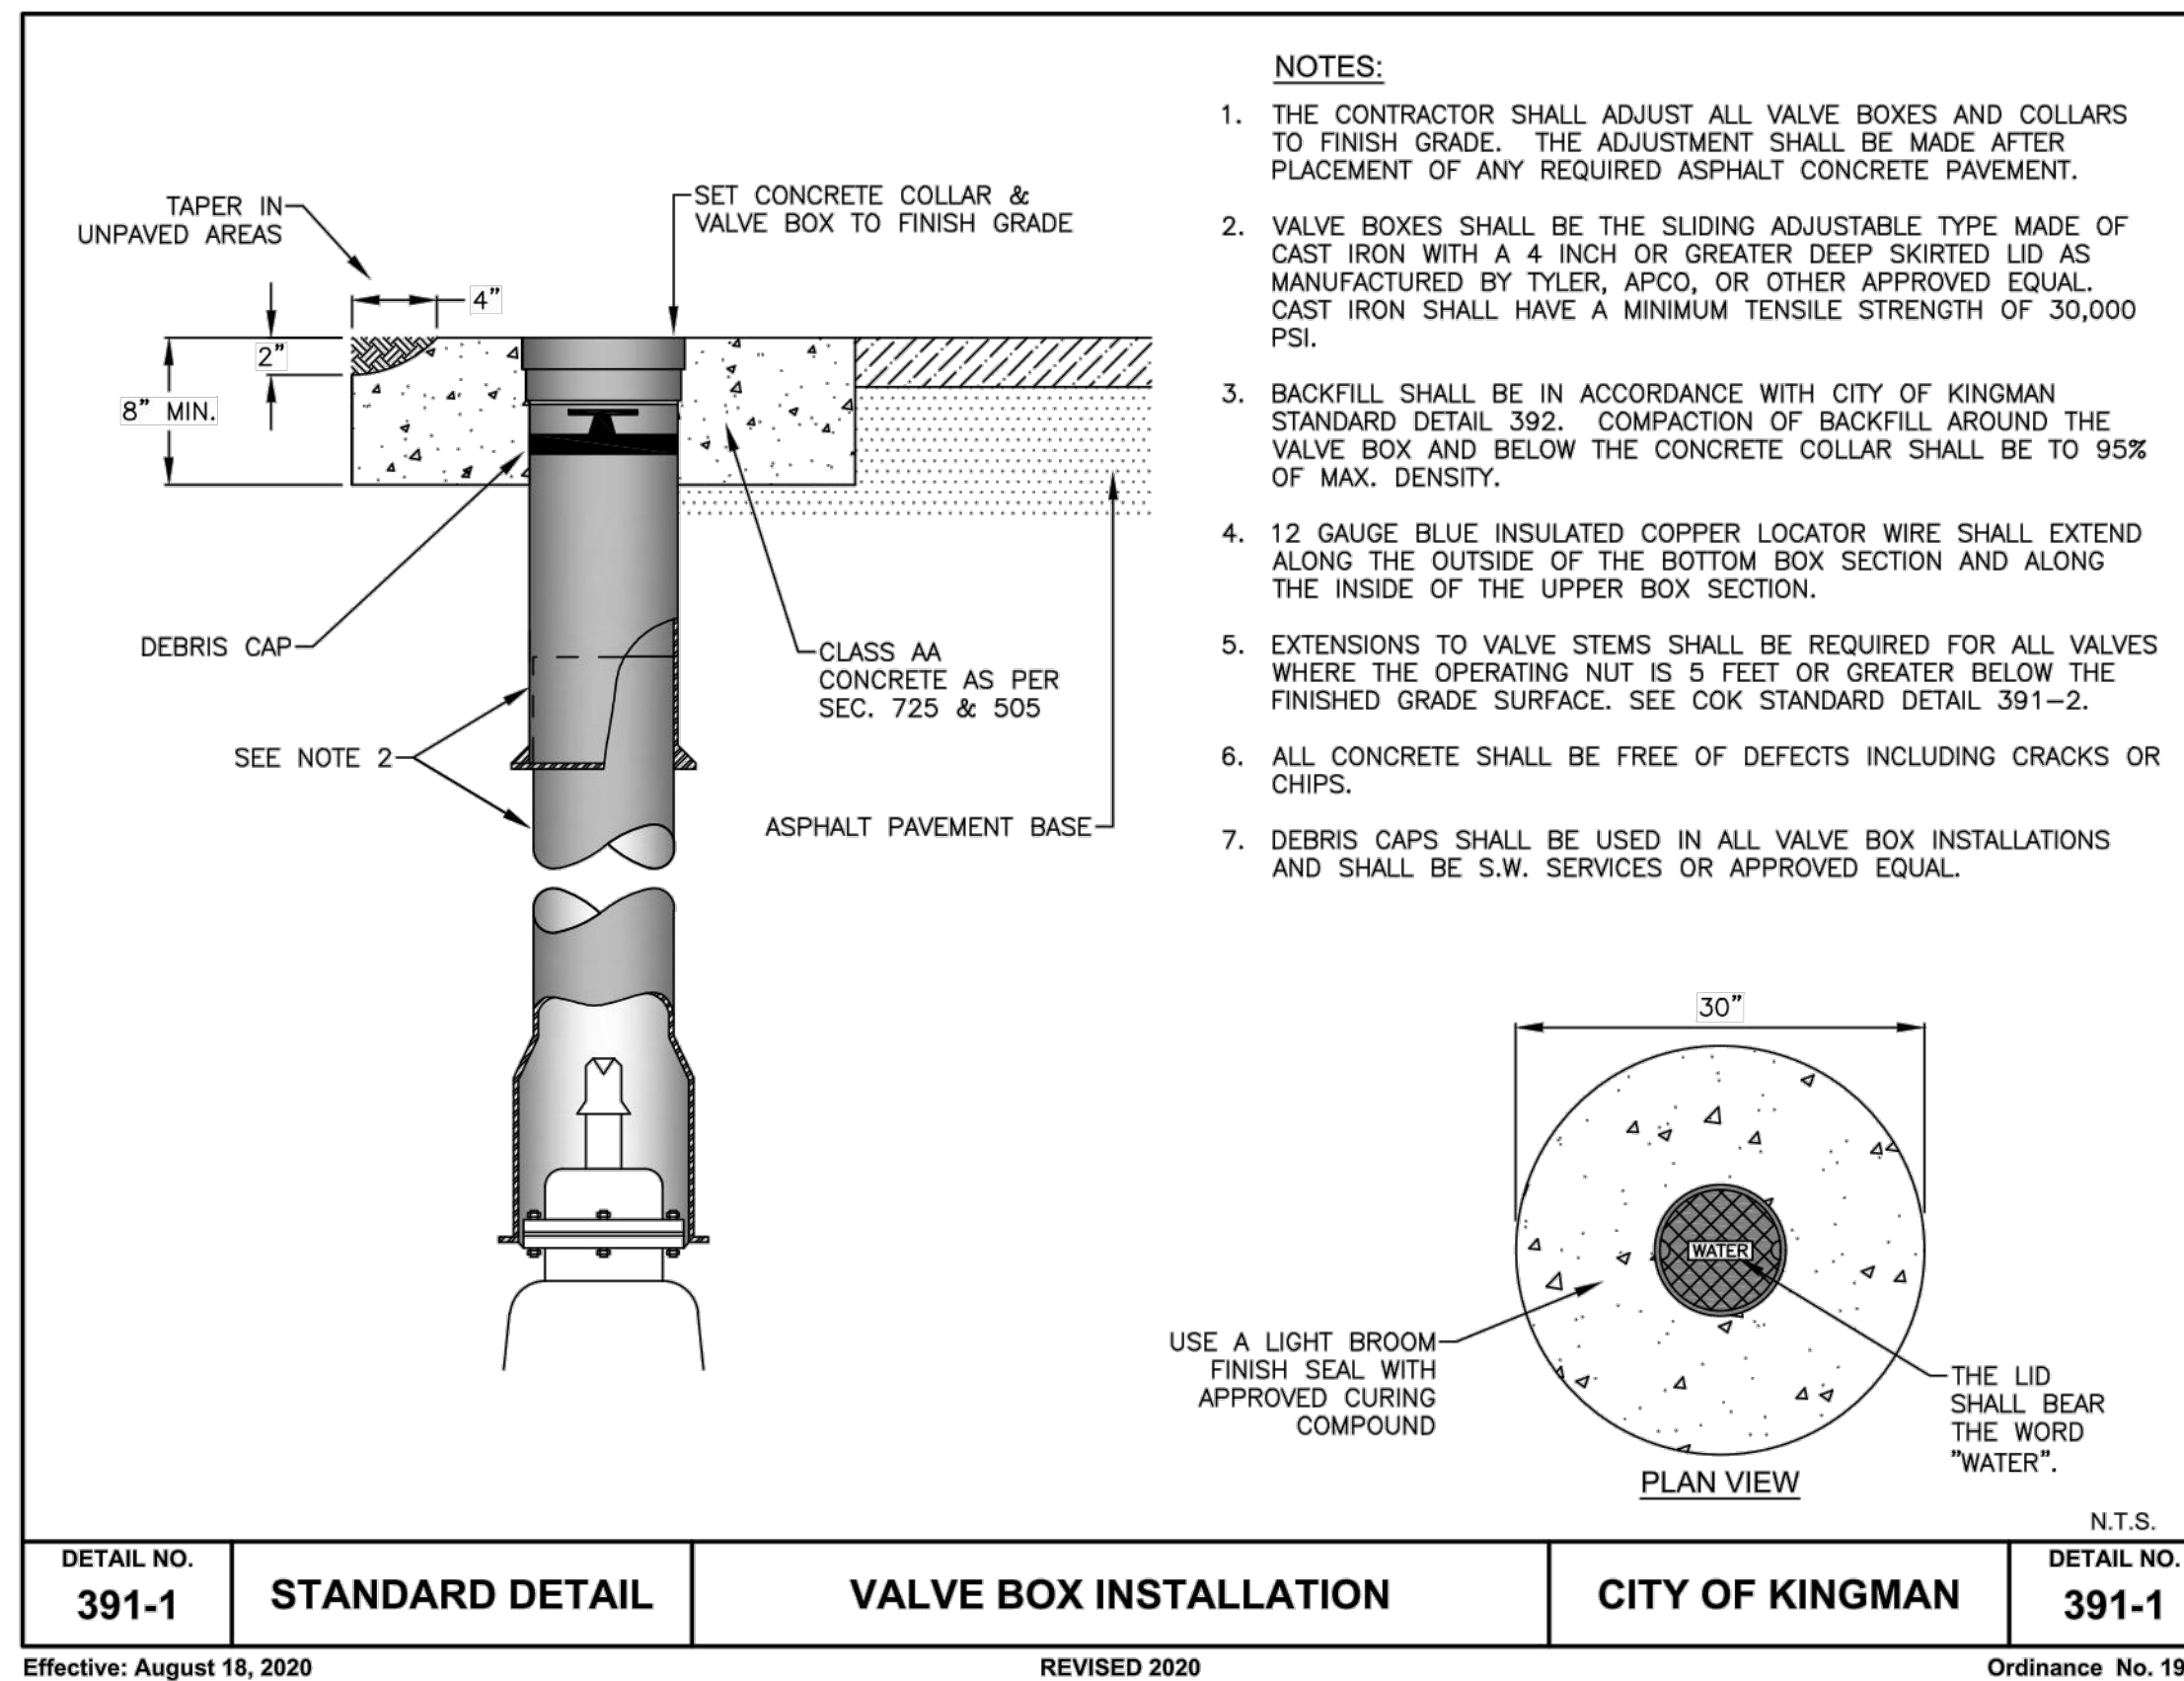 NOTES:
1. THE CONTRACTOR SHALL ADJUST ALL VALVE BOXES AND COLLARS
TO FINISH GRADE. THE ADJUSTMENT SHALL BE MADE AFTER
PLACEMENT OF ANY REQUIRED ASPHALT CONCRETE PAVEMENT.
2. VALVE BOXES SHALL BE THE SLIDING ADJUSTABLE TYPE MADE OF
CAST IRON WITH A 4 INCH OR GREATER DEEP SKIRTED LID AS
MANUFACTURED BY TYLER, APCO, OR OTHER APPROVED EQUAL.
CAST IRON SHALL HAVE A MINIMUM TENSILE STRENGTH OF 30,000
PSI.
3. BACKFILL SHALL BE IN ACCORDANCE WITH CITY OF KINGMAN
STANDARD DETAIL 392. COMPACTION OF BACKFILL AROUND THE
VALVE BOX AND BELOW THE CONCRETE COLLAR SHALL BE TO 95%
OF MAX. DENSITY.
4. 12 GAUGE BLUE INSULATED COPPER LOCATOR WIRE SHALL EXTEND
ALONG THE OUTSIDE OF THE BOTTOM BOX SECTION AND ALONG
THE INSIDE OF THE UPPER BOX SECTION.
5. EXTENSIONS TO VALVE STEMS SHALL BE REQUIRED FOR ALL VALVES
WHERE THE OPERATING NUT IS 5 FEET OR GREATER BELOW THE
FINISHED GRADE SURFACE. SEE COK STANDARD DETAIL 391-2.
6. ALL CONCRETE SHALL BE FREE OF DEFECTS INCLUDING CRACKS OR
CHIPS.
7. DEBRIS CAPS SHALL BE USED IN ALL VALVE BOX INSTALLATIONS
AND SHALL BE S.W. SERVICES OR APPROVED EQUAL.
TAPER IN
UNPAVED AREAS
SET CONCRETE COLLAR &
VALVE BOX TO FINISH GRADE
4"
2"
8" MIN.
DEBRIS CAP
CLASS AA
CONCRETE AS PER
SEC. 725 & 505
SEE NOTE 2
ASPHALT PAVEMENT BASE
30"
WATER
USE A LIGHT BROOM
FINISH SEAL WITH
APPROVED CURING
COMPOUND
THE LID
SHALL BEAR
THE WORD
"WATER".
PLAN VIEW
N.T.S.
DETAIL NO.
391-1
STANDARD DETAIL
VALVE BOX INSTALLATION
CITY OF KINGMAN
DETAIL NO.
391-1
Effective: August 18, 2020
REVISED 2020
Ordinance No. 19